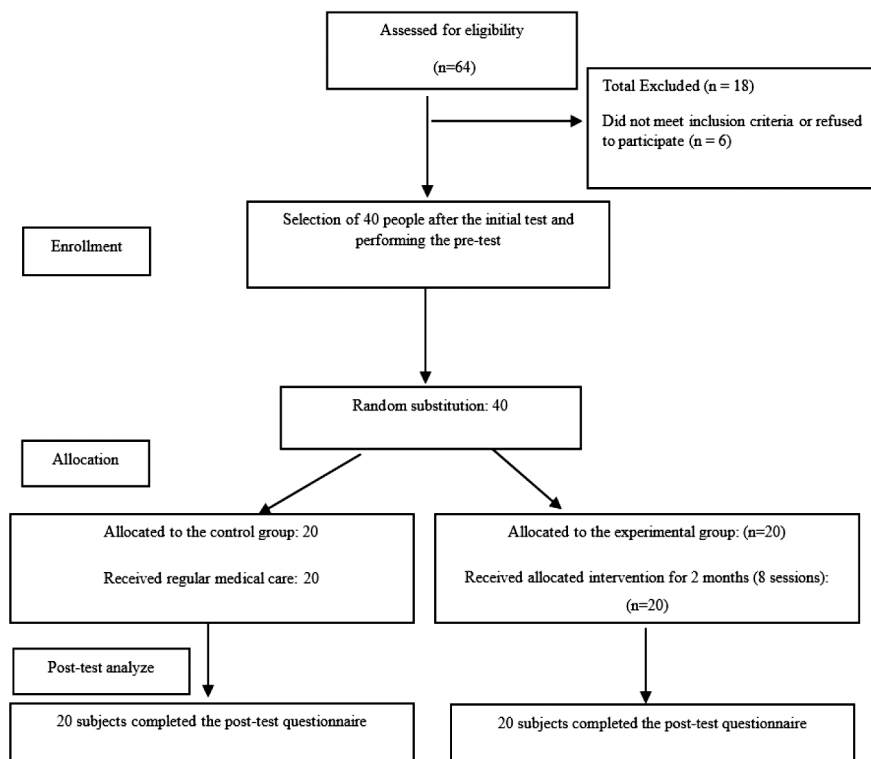 Assessed for eligibility
(n=64)
Total Excluded (n = 18)
Did not meet inclusion criteria or refused
to participate (n = 6)
Selection of 40 people after the initial test and
performing the pre-test
Enrollment
Random substitution: 40
Allocation
Allocated to the control group: 20
Received regular medical care: 20
Allocated to the experimental group: (n=20)
Received allocated intervention for 2 months (8 sessions):
(n=20)
Post-test analyze
20 subjects completed the post-test questionnaire
20 subjects completed the post-test questionnaire